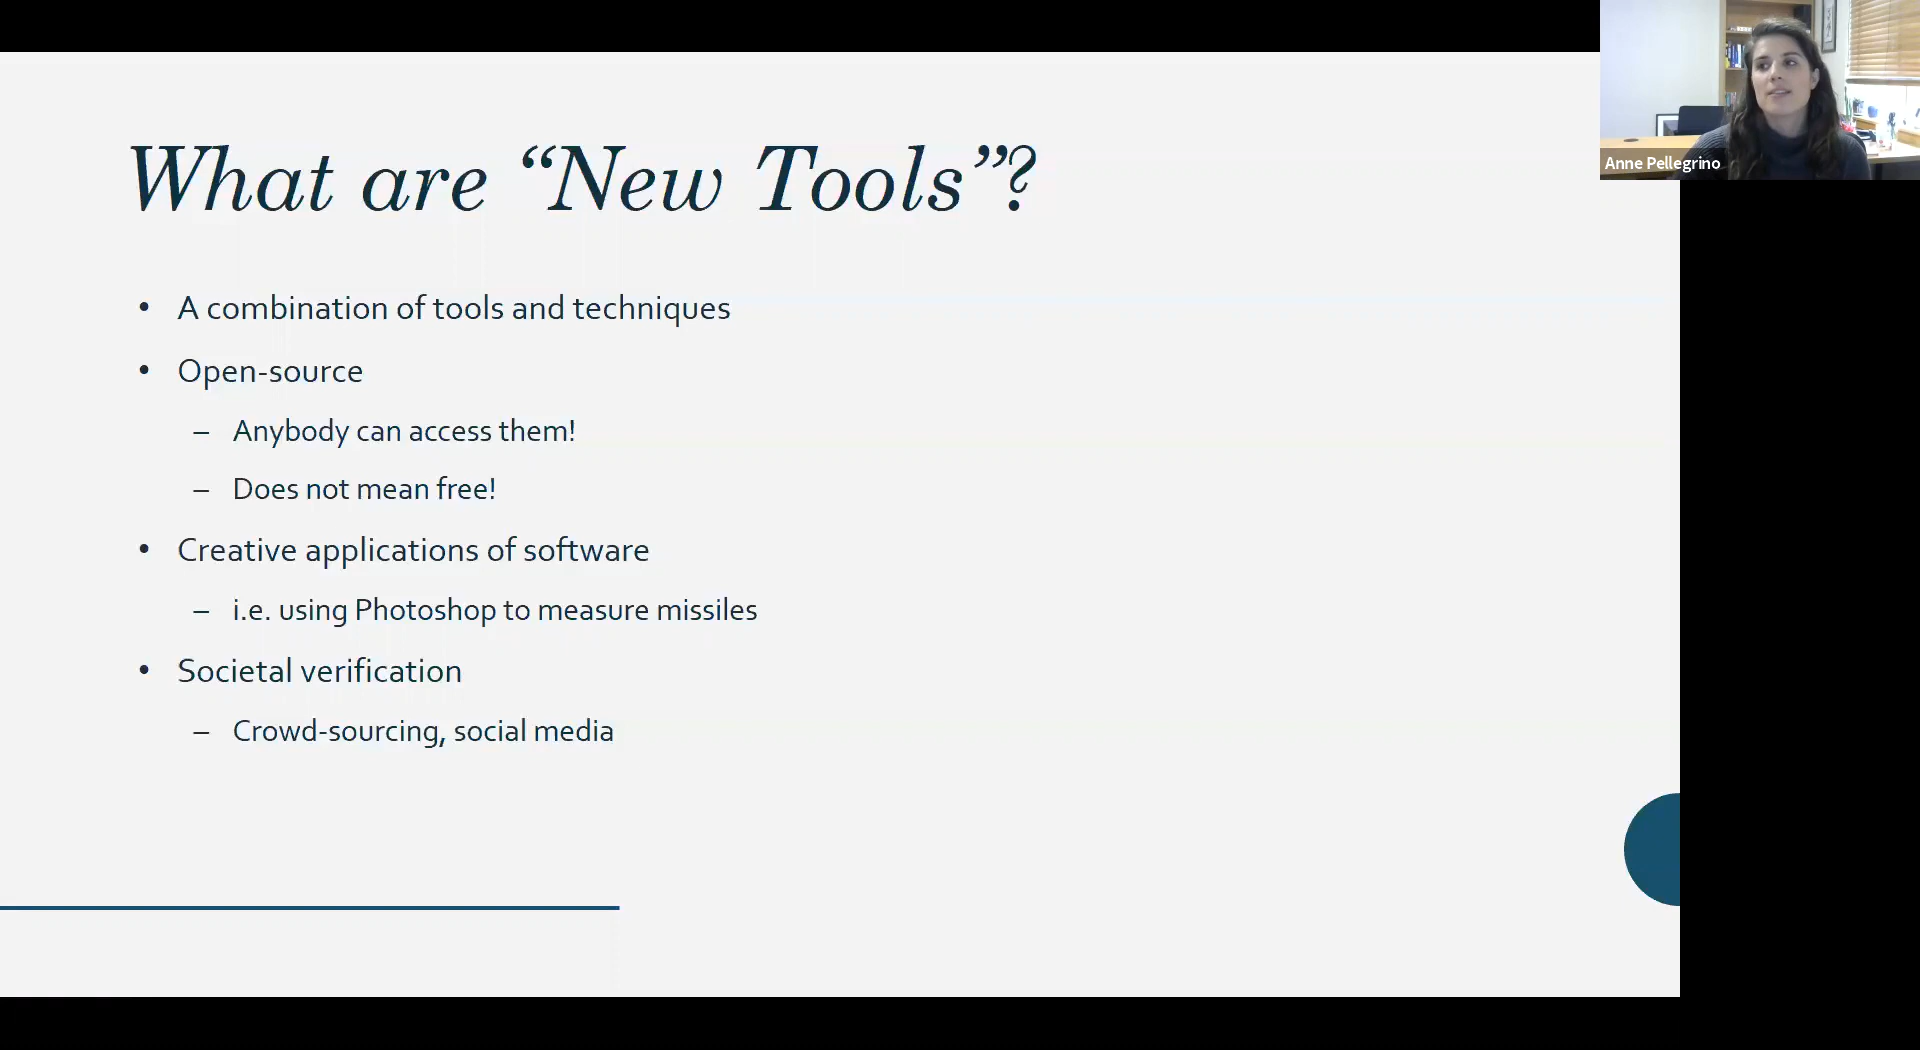 What are “New Tools”?
• A combination of tools and techniques
• Open-source
– Anybody can access them!
– Does not mean free!
• Creative applications of software
– i.e. using Photoshop to measure missiles
• Societal verification
– Crowd-sourcing, social media
Anne Pellegrino